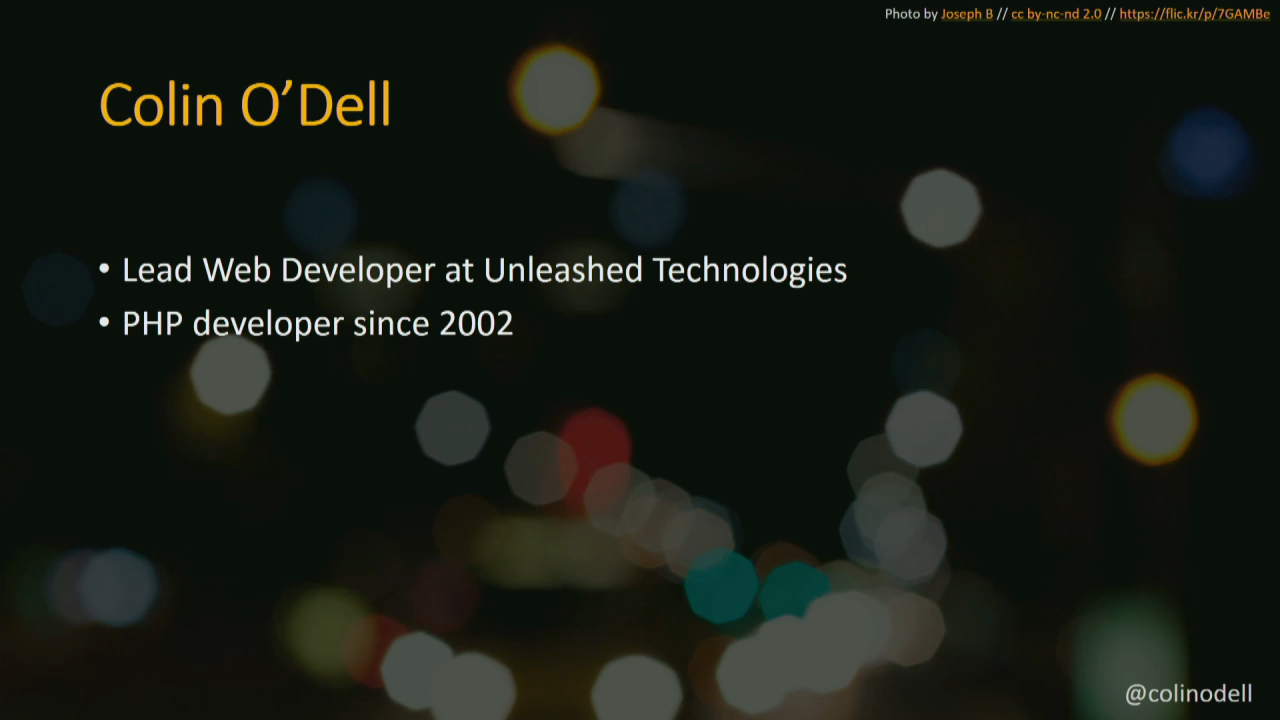 Photo by Joseph B // cc by-nc-nd 2.0 // https://flic.kr/p/7GAMBe
Colin O’Dell
• Lead Web Developer at Unleashed Technologies
• PHP developer since 2002
@colinodell